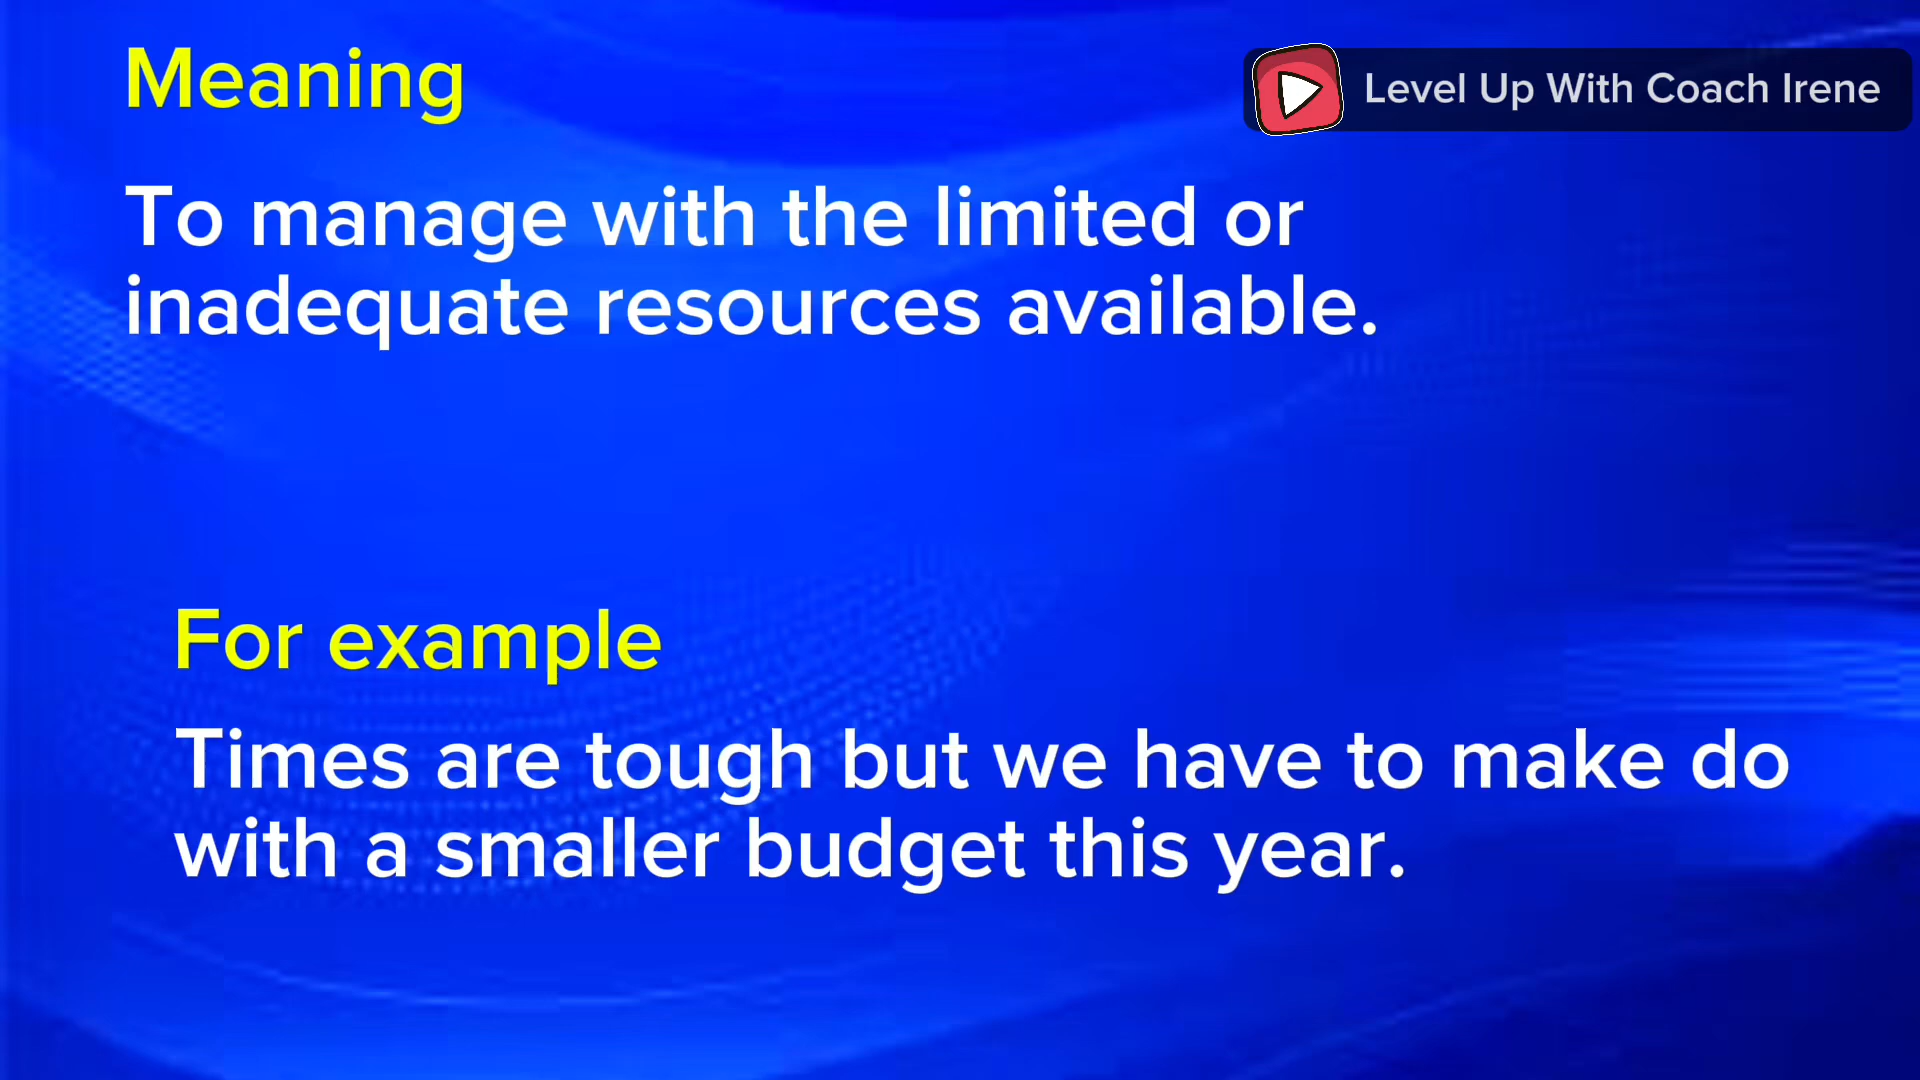 Meaning
Level Up With Coach Irene
To manage with the limited or
inadequate resources available.
For example
Times are tough but we have to make do
with a smaller budget this year.